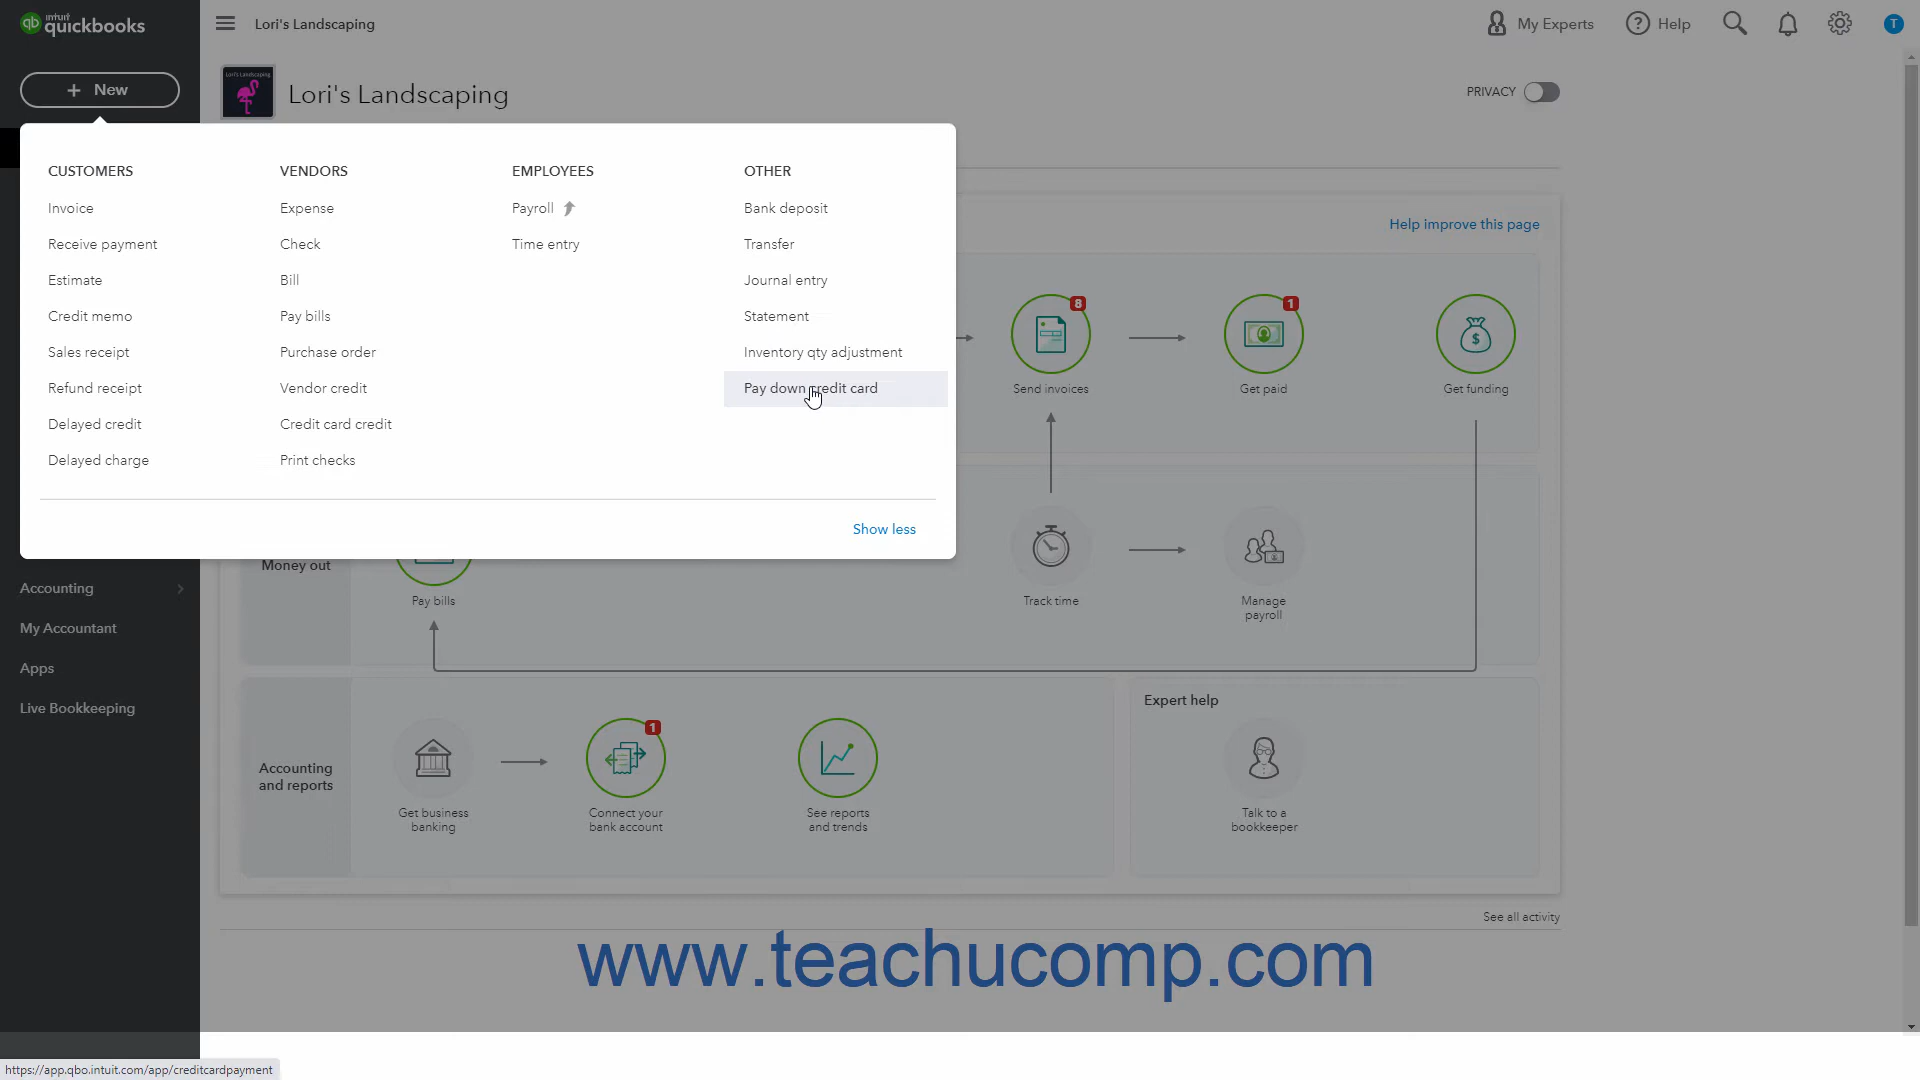 intuit
quickbooks
Lori's Landscaping
My Experts
Help
T
+ New
Lori's Landscaping
Lori's Landscaping
PRIVACY
CUSTOMERS
Invoice
Receive payment
Estimate
Credit memo
Sales receipt
Refund receipt
Delayed credit
Delayed charge
VENDORS
Expense
Check
Bill
Pay bills
Purchase order
Vendor credit
Credit card credit
Print checks
EMPLOYEES
Payroll
Time entry
OTHER
Bank deposit
Transfer
Journal entry
Statement
Inventory qty adjustment
Pay down credit card
Show less
Help improve this page
8
Send invoices
1
Get paid
Get funding
Money out
Pay bills
Track time
Manage
payroll
Accounting
My Accountant
Apps
Live Bookkeeping
Accounting
and reports
Get business
banking
1
Connect your
bank account
See reports
and trends
Expert help
Talk to a
bookkeeper
See all activity
www.teachucomp.com
https://app.qbo.intuit.com/app/creditcardpayment